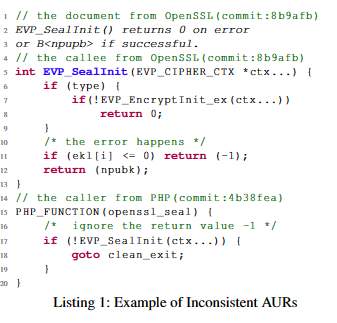 1 // the document from OpenSSL(commit:8b9afb)
2 EVP_SealInit() returns 0 on error
3 or B<npupb> if successful.
4 // the callee from OpenSSL(commit:8b9afb)
5 int EVP_SealInit(EVP_CIPHER_CTX *ctx...) {
6 if (type) {
7 if(!EVP_EncryptInit_ex(ctx...))
8 return 0;
9 }
10 /* the error happens */
11 if (ekl[i] <= 0) return (-1);
12 return (npubk);
13 }
14 // the caller from PHP(commit:4b38fea)
15 PHP_FUNCTION(openssl_seal) {
16 /* ignore the return value -1 */
17 if (!EVP_SealInit(ctx...)) {
18 goto clean_exit;
19 }
20 }
Listing 1: Example of Inconsistent AURs